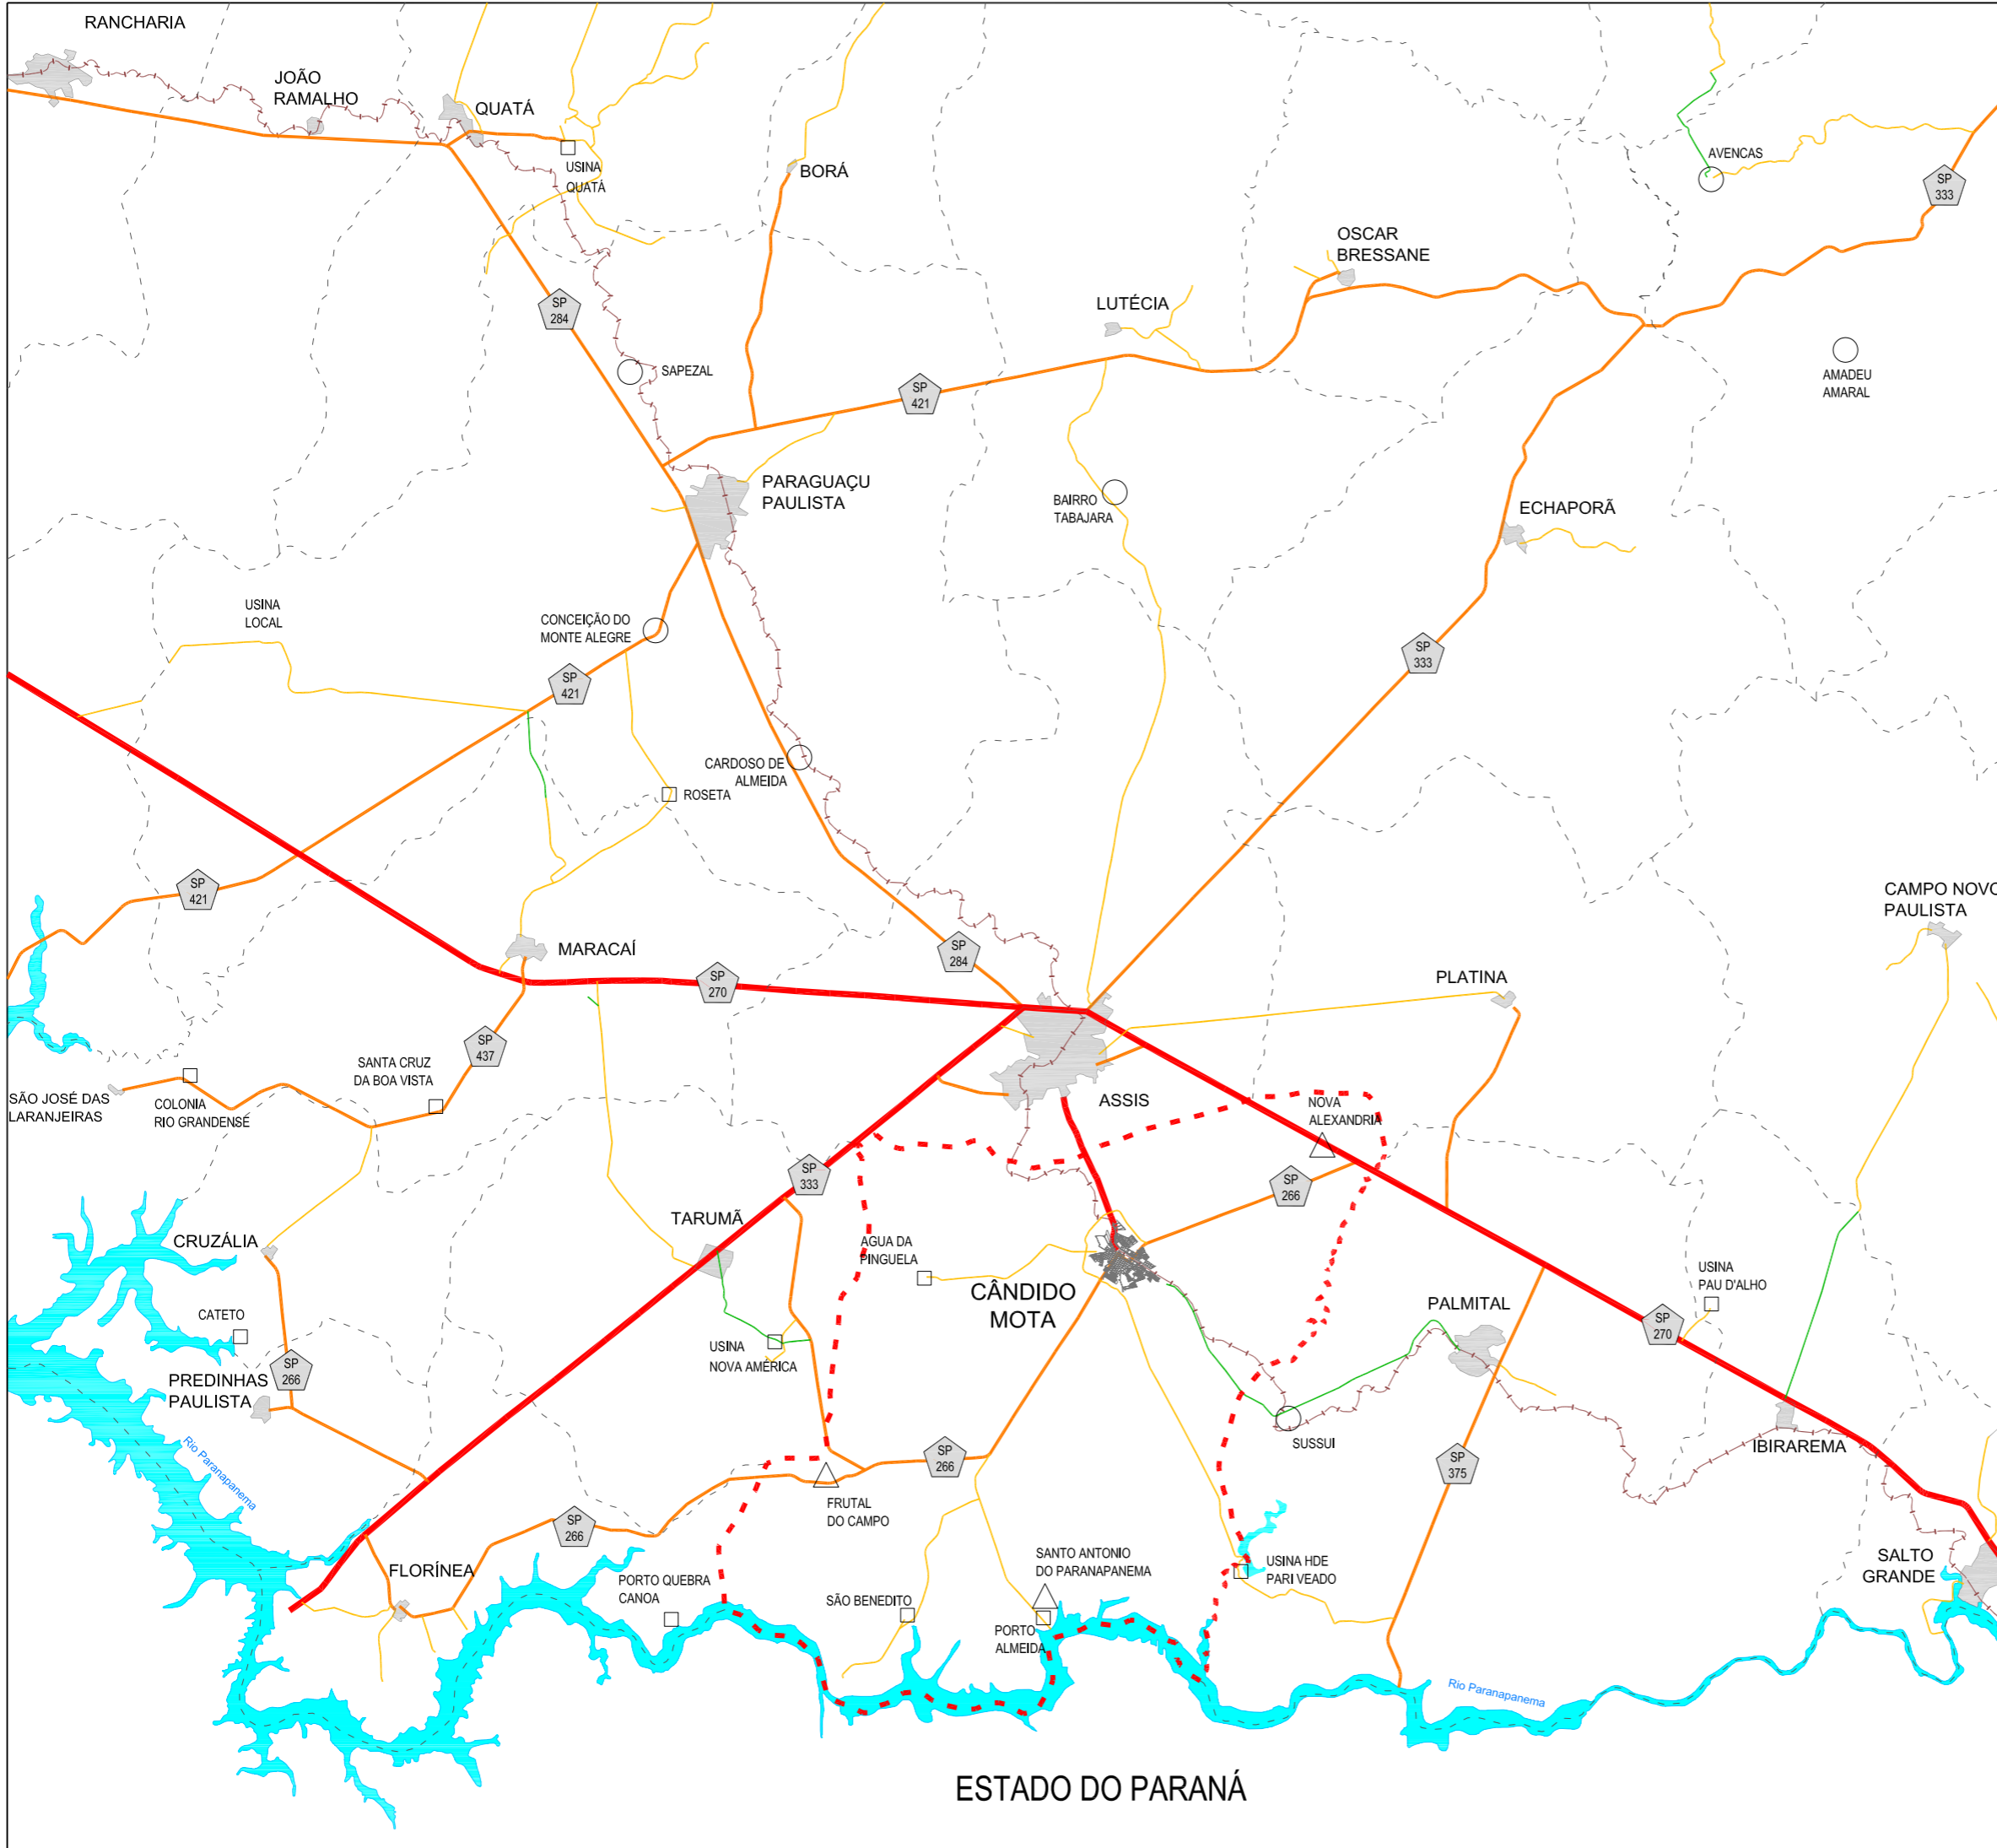 RANCHARIA
JOÃO
RAMALHO
QUATÁ
USINA
QUATÁ
BORÁ
AVENCAS
SP
333
OSCAR
BRESSANE
LUTÉCIA
SP
284
SAPEZAL
SP
421
AMADEU
AMARAL
PARAGUAÇU
PAULISTA
BAIRRO
TABAJARA
ECHAPORÃ
USINA
LOCAL
CONCEIÇÃO DO
MONTE ALEGRE
SP
421
SP
333
CARDOSO DE
ALMEIDA
ROSETA
SP
421
CAMPO NOVO
PAULISTA
MARACAÍ
SP
284
SP
270
PLATINA
SP
437
SANTA CRUZ
DA BOA VISTA
SÃO JOSÉ DAS
LARANJEIRAS
COLONIA
RIO GRANDENSE
ASSIS
NOVA
ALEXANDRIA
SP
333
SP
266
TARUMÃ
CRUZÁLIA
AGUA DA
PINGUELA
CÂNDIDO
MOTA
USINA
PAU D'ALHO
CATETO
PALMITAL
SP
270
USINA
NOVA AMÉRICA
SP
266
PREDINHAS
PAULISTA
SUSSUI
IBIRAREMA
Rio Paranapanema
SP
266
SP
375
FRUTAL
DO CAMPO
SP
266
FLORÍNEA
PORTO QUEBRA
CANOA
SANTO ANTONIO
DO PARANAPANEMA
USINA HDE
PARI VEADO
SALTO
GRANDE
SÃO BENEDITO
PORTO
ALMEIDA
Rio Paranapanema
ESTADO DO PARANÁ